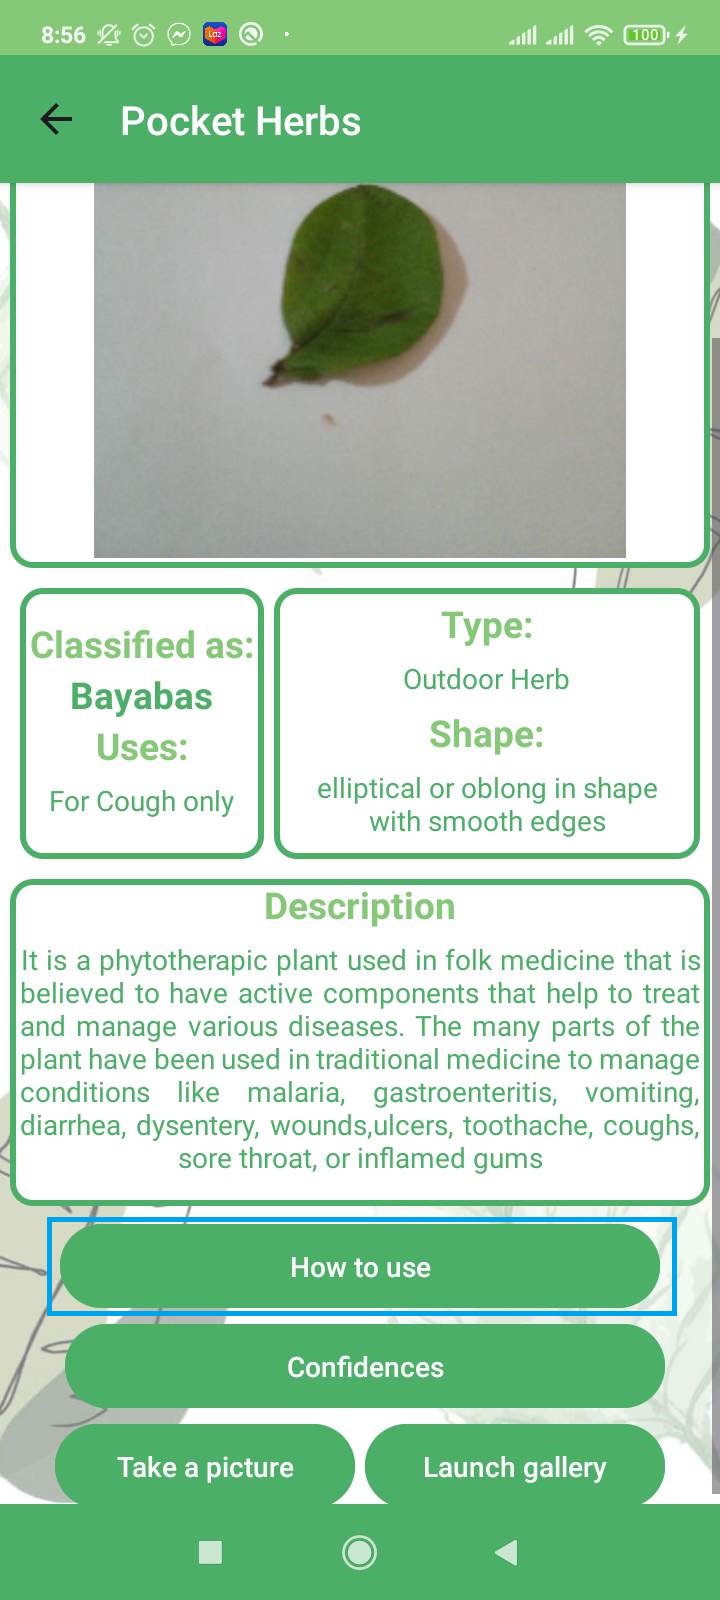 8:56
Laz
100
Pocket Herbs
Classified as:
Bayabas
Uses:
For Cough only
Type:
Outdoor Herb
Shape:
elliptical or oblong in shape
with smooth edges
Description
It is a phytotherapic plant used in folk medicine that is
believed to have active components that help to treat
and manage various diseases. The many parts of the
plant have been used in traditional medicine to manage
conditions like malaria, gastroenteritis, vomiting,
diarrhea, dysentery, wounds,ulcers, toothache, coughs,
sore throat, or inflamed gums
How to use
Confidences
Take a picture
Launch gallery